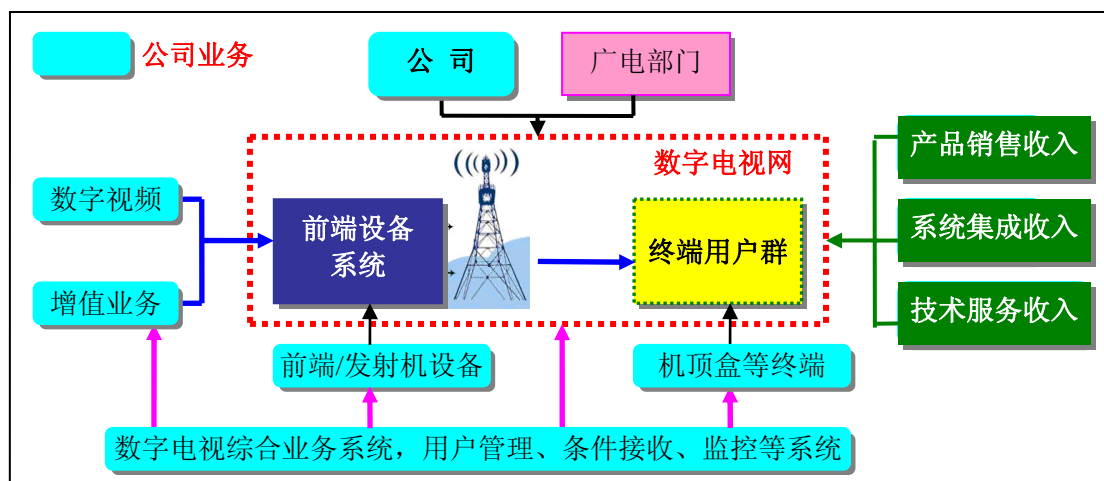 公司业务
公 司
广电部门
数字电视网
产品销售收入
数字视频
前端设备
系统
终端用户群
系统集成收入
增值业务
技术服务收入
前端/发射机设备
机顶盒等终端
数字电视综合业务系统，用户管理、条件接收、监控等系统